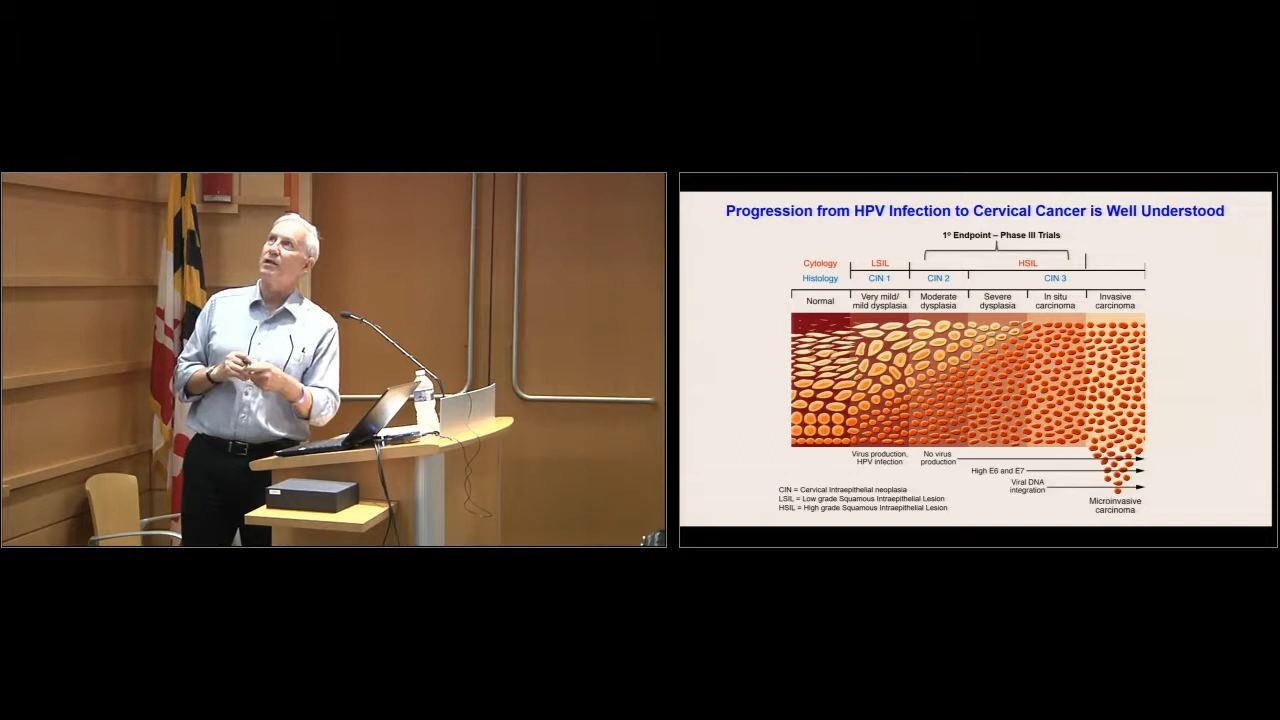 Progression from HPV Infection to Cervical Cancer is Well Understood
1º Endpoint – Phase III Trials
Cytology LSIL HSIL
Histology CIN 1 CIN 2 CIN 3
Normal
Very mild/
mild dysplasia
Moderate
dysplasia
Severe
dysplasia
In situ
carcinoma
Invasive
carcinoma
Virus production,
HPV infection
No virus
production
High E6 and E7
Viral DNA
integration
CIN = Cervical Intraepithelial neoplasia
LSIL = Low grade Squamous Intraepithelial Lesion
HSIL = High grade Squamous Intraepithelial Lesion
Microinvasive
carcinoma